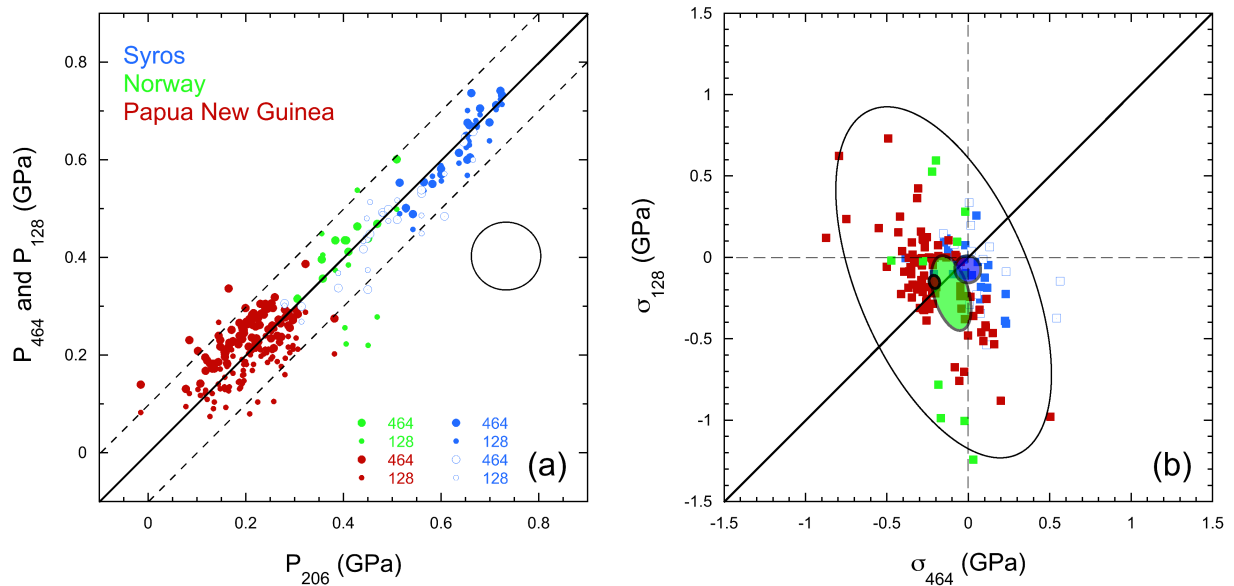 Syros
Norway
Papua New Guinea
P464 and P128 (GPa)
0.8
0.6
0.4
0.2
0
464 464
128 128
464 464
128 128
(a)
0 0.2 0.4 0.6 0.8
P206 (GPa)
σ128 (GPa)
1.5
1
0.5
0
-0.5
-1
-1.5
(b)
-1.5 -1 -0.5 0 0.5 1 1.5
σ464 (GPa)